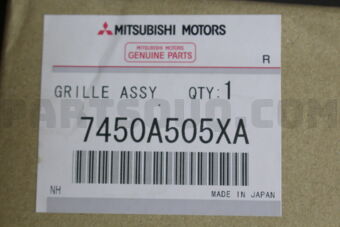 MITSUBISHI MOTORS
MITSUBISHI MOTORS
GENUINE PARTS
R
GRILLE ASSY QTY:1
7450A505XA
NH
MADE IN JAPAN